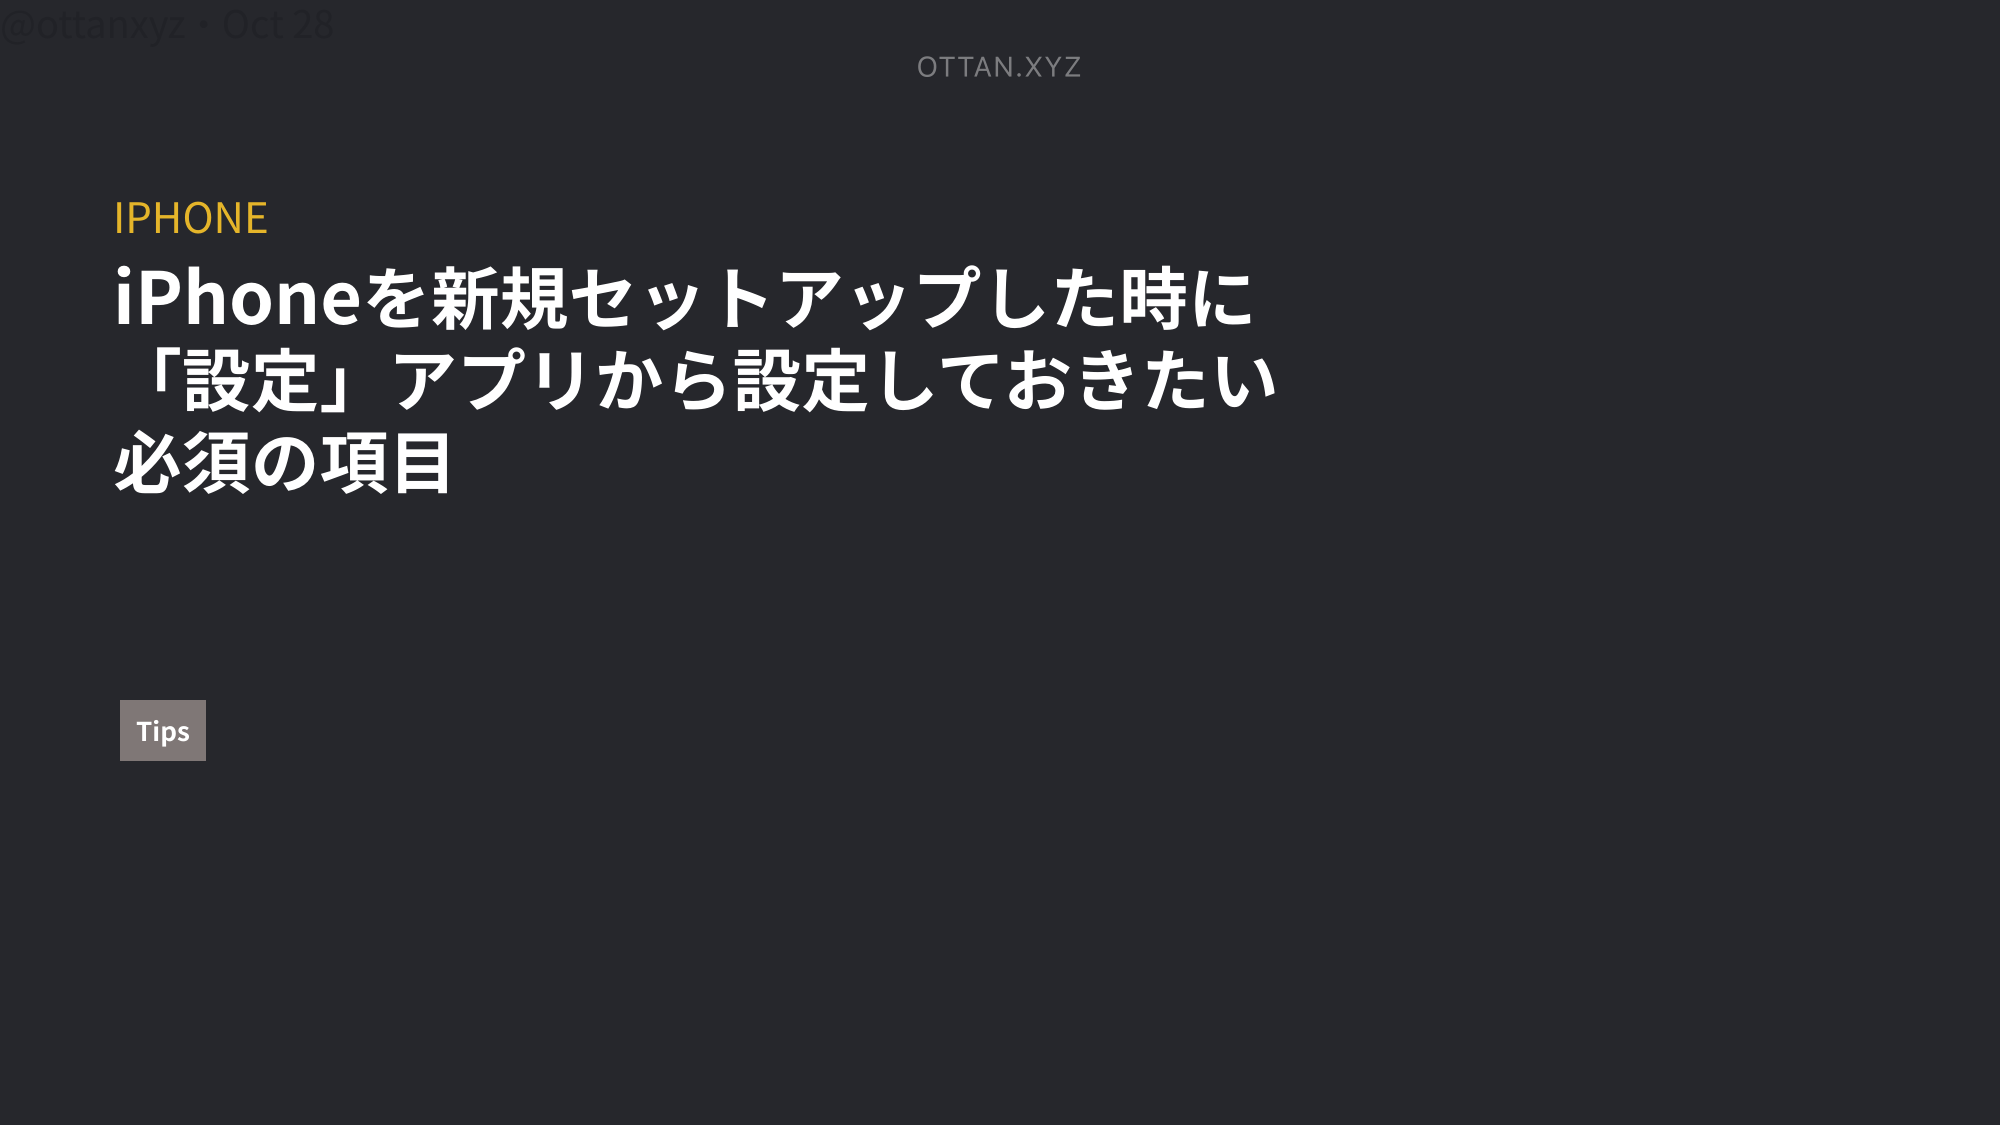 @ottanxyz・Oct 28
OTTAN.XYZ
IPHONE
iPhoneを新規セットアップした時に
「設定」アプリから設定しておきたい
必須の項目
Tips